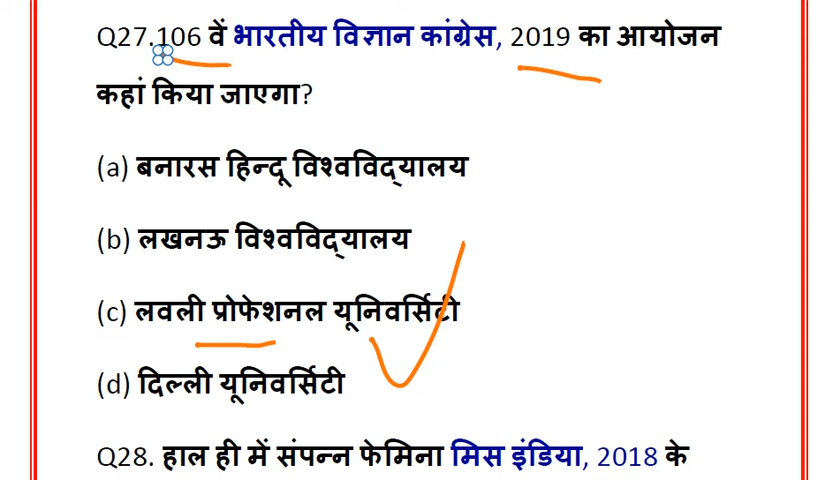 Q27.106 वें भारतीय विज्ञान कांग्रेस, 2019 का आयोजन
कहां किया जाएगा?
(a) बनारस हिन्दू विश्वविद्यालय
(b) लखनऊ विश्वविद्यालय
(c) लवली प्रोफेशनल यूनिवर्सिटी
(d) दिल्ली यूनिवर्सिटी
Q28. हाल ही में संपन्न फेमिना मिस इंडिया, 2018 के